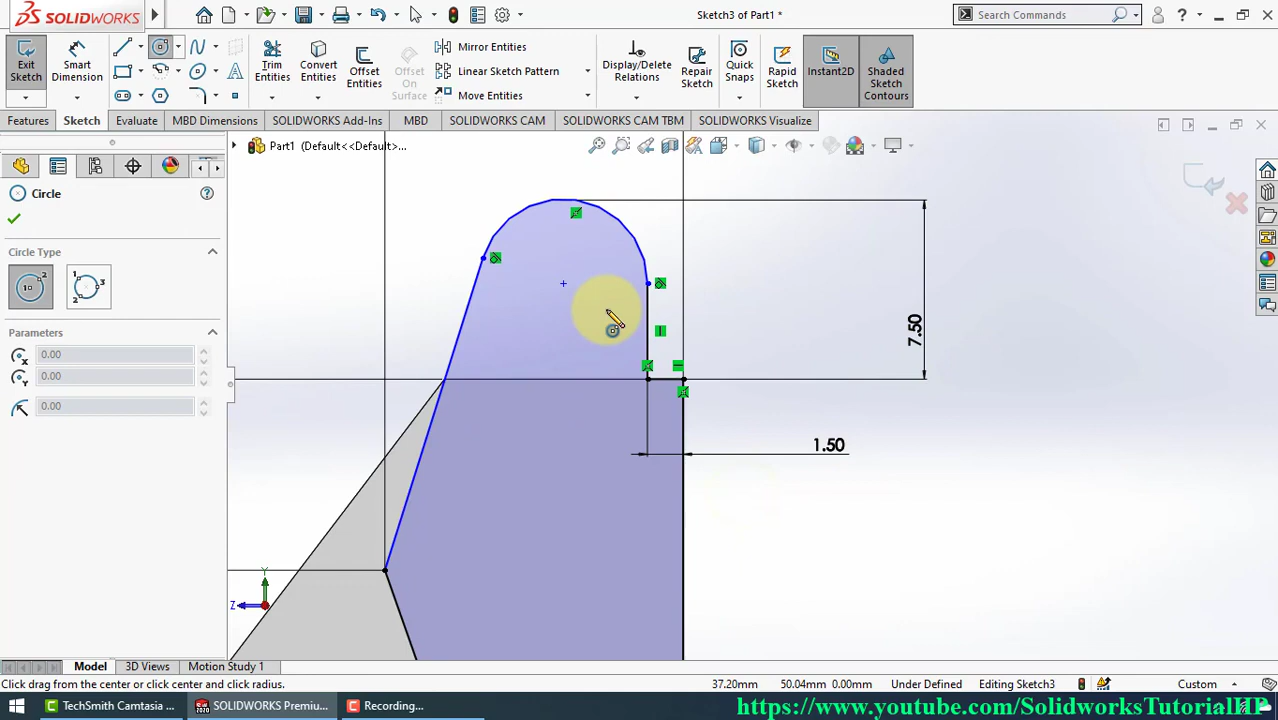 SOLIDWORKS
Sketch3 of Part1 *
Search Commands
?
Exit Sketch
Smart Dimension
Trim Entities
Convert Entities
Offset Entities
Offset On Surface
Mirror Entities
Linear Sketch Pattern
Move Entities
Display/Delete Relations
Repair Sketch
Quick Snaps
Rapid Sketch
Instant2D
Shaded Sketch Contours
Features
Sketch
Evaluate
MBD Dimensions
SOLIDWORKS Add-Ins
MBD
SOLIDWORKS CAM
SOLIDWORKS CAM TBM
SOLIDWORKS Visualize
Part1 (Default<<Default>...
Circle
Circle Type
Parameters
0.00
0.00
0.00
7.50
1.50
Y
Z
Model
3D Views
Motion Study 1
Click drag from the center or click center and click radius.
37.20mm
50.04mm 0.00mm
Under Defined
Editing Sketch3
Custom
TechSmith Camtasia ...
SOLIDWORKS Premiu...
Recording...
https://www.youtube.com/SolidworksTutorialHP